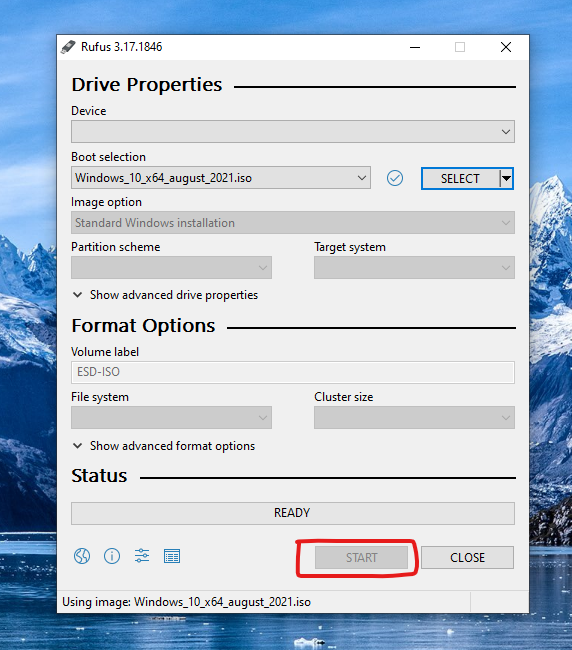 Rufus 3.17.1846
Drive Properties
Device
Boot selection
Windows_10_x64_august_2021.iso
SELECT
Image option
Standard Windows installation
Partition scheme
Target system
Show advanced drive properties
Format Options
Volume label
ESD-ISO
File system
Cluster size
Show advanced format options
Status
READY
START
CLOSE
Using image: Windows_10_x64_august_2021.iso